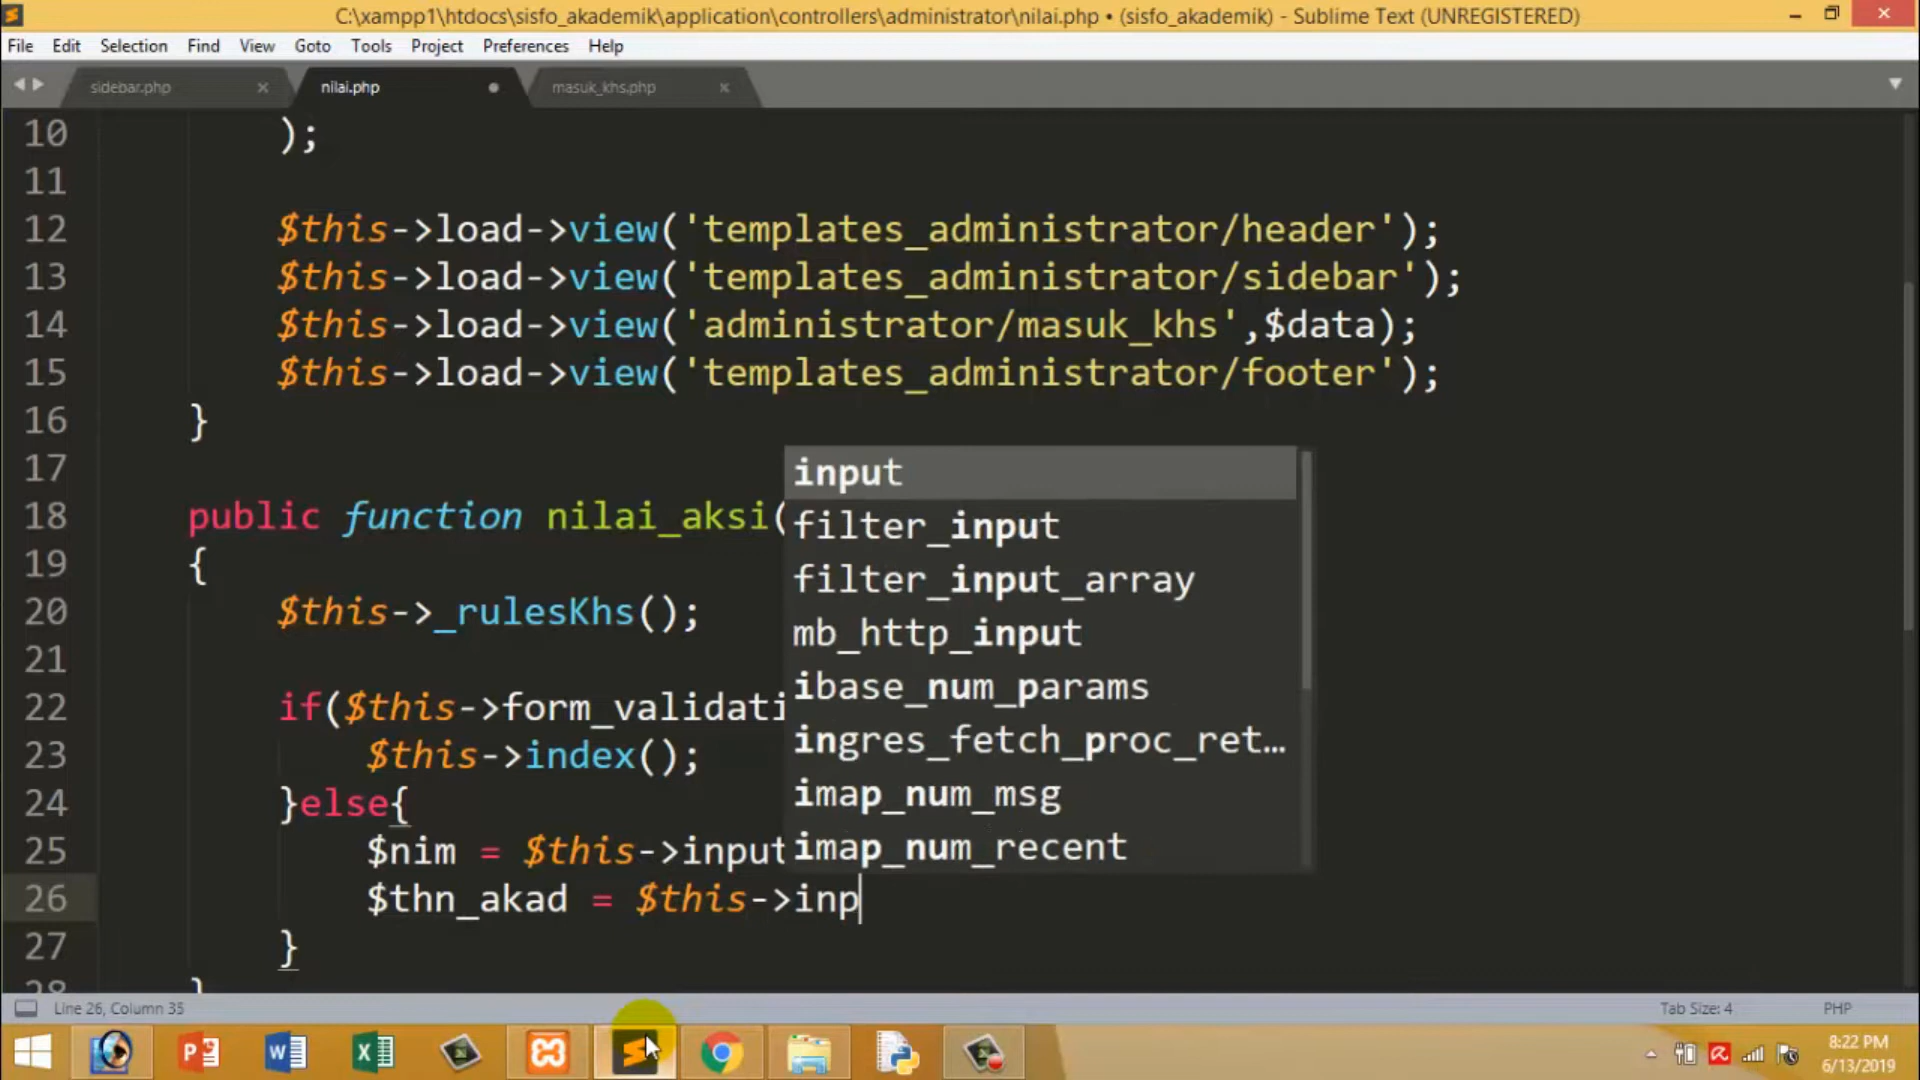 C:\xampp1\htdocs\sisfo_akademik\application\controllers\administrator\nilai.php • (sisfo_akademik) - Sublime Text (UNREGISTERED)
File Edit Selection Find View Goto Tools Project Preferences Help
sidebar.php nilai.php masuk_khs.php
10 );
11
12 $this->load->view('templates_administrator/header');
13 $this->load->view('templates_administrator/sidebar');
14 $this->load->view('administrator/masuk_khs',$data);
15 $this->load->view('templates_administrator/footer');
16 }
17
18 public function nilai_aksi(
19 {
20 $this->_rulesKhs();
21
22 if($this->form_validati
23 $this->index();
24 }else{
25 $nim = $this->input
26 $thn_akad = $this->inp
27 }
28 }
input
filter_input
filter_input_array
mb_http_input
ibase_num_params
ingres_fetch_proc_ret…
imap_num_msg
imap_num_recent
Line 26, Column 35 Tab Size: 4 PHP
8:22 PM
6/13/2019